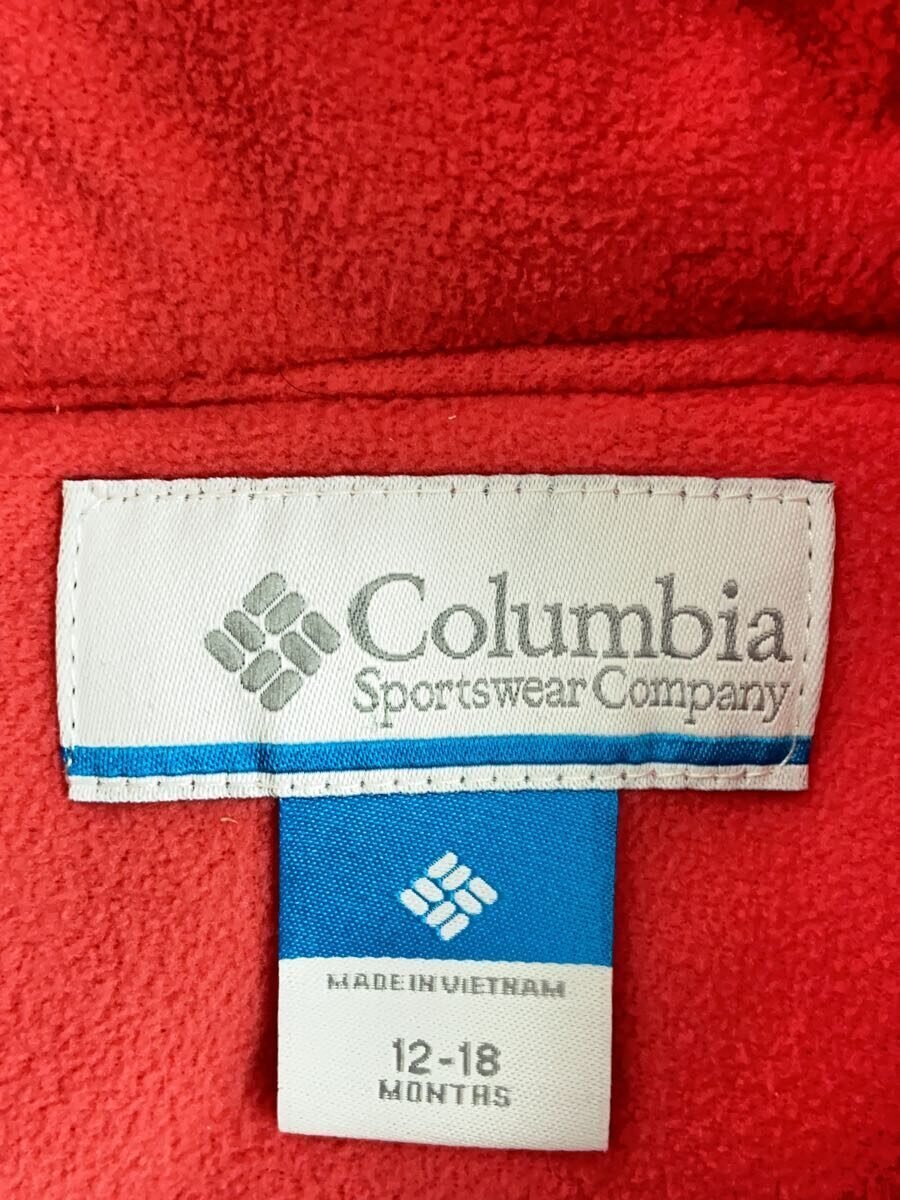 Columbia
Sportswear Company
MADE IN VIETNAM
12-18
MONTHS